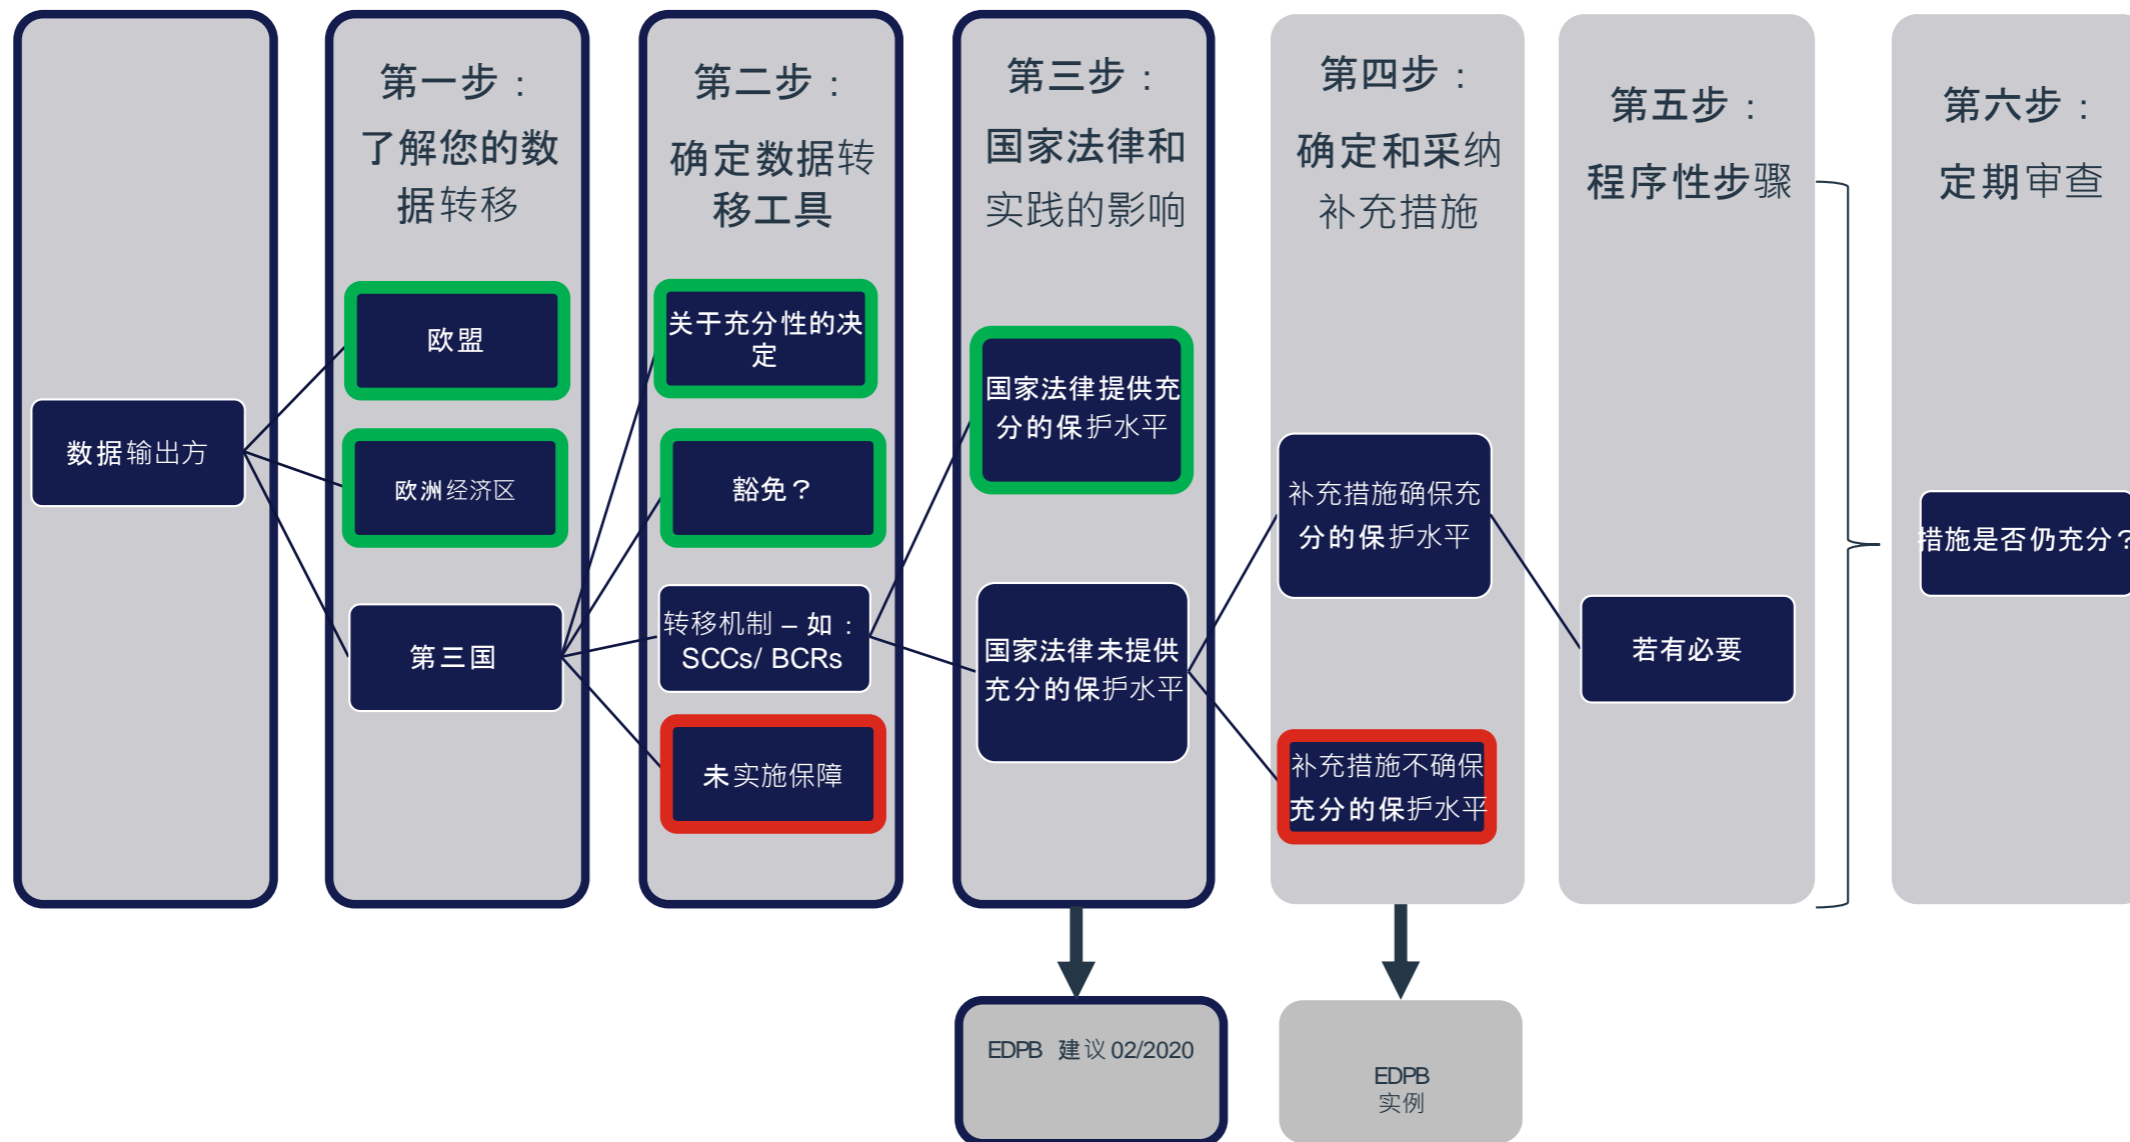 数据输出方
第一步：
了解您的数
据转移
欧盟
欧洲经济区
第三国
第二步：
确定数据转
移工具
关于充分性的决
定
豁免？
转移机制 – 如：
SCCs/ BCRs
未实施保障
第三步：
国家法律和
实践的影响
国家法律提供充
分的保护水平
国家法律未提供
充分的保护水平
EDPB 建议 02/2020
第四步：
确定和采纳
补充措施
补充措施确保充
分的保护水平
补充措施不确保
充分的保护水平
EDPB
实例
第五步：
程序性步骤
若有必要
第六步：
定期审查
措施是否仍充分？